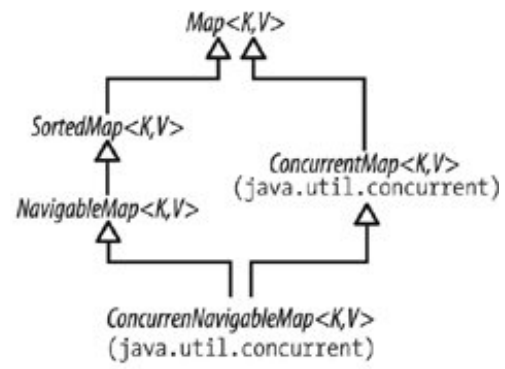 Map<K,V>
SortedMap<K,V>
ConcurrentMap<K,V>
(java.util.concurrent)
NavigableMap<K,V>
ConcurrenNavigableMap<K,V>
(java.util.concurrent)